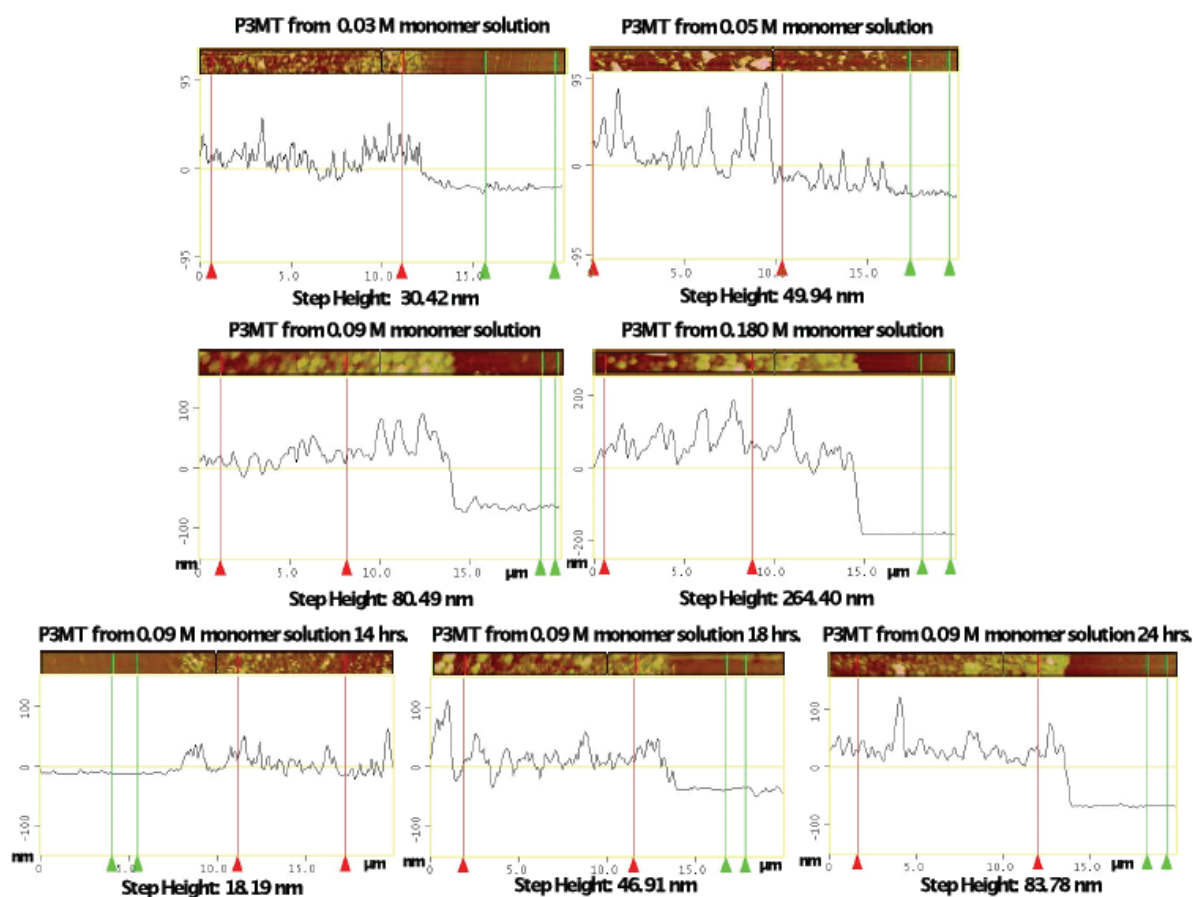 P3MT from 0.03 M monomer solution
P3MT from 0.05 M monomer solution
95
0
-95
0
5.0
10.0
15.0
Step Height: 30.42 nm
95
0
-95
5.0
10.0
15.0
Step Height: 49.94 nm
P3MT from 0.09 M monomer solution
P3MT from 0.180 M monomer solution
100
0
-100
nm
0
5.0
10.0
15.0
µm
Step Height: 80.49 nm
200
0
-200
0
5.0
10.0
15.0
µm
Step Height: 264.40 nm
P3MT from 0.09 M monomer solution 14 hrs.
P3MT from 0.09 M monomer solution 18 hrs.
P3MT from 0.09 M monomer solution 24 hrs.
100
0
-100
nm
0
5.0
10.0
15.0
µm
Step Height: 18.19 nm
100
0
-100
nm
0
5.0
10.0
15.0
µm
Step Height: 46.91 nm
100
0
-100
nm
0
5.0
10.0
15.0
µm
Step Height: 83.78 nm